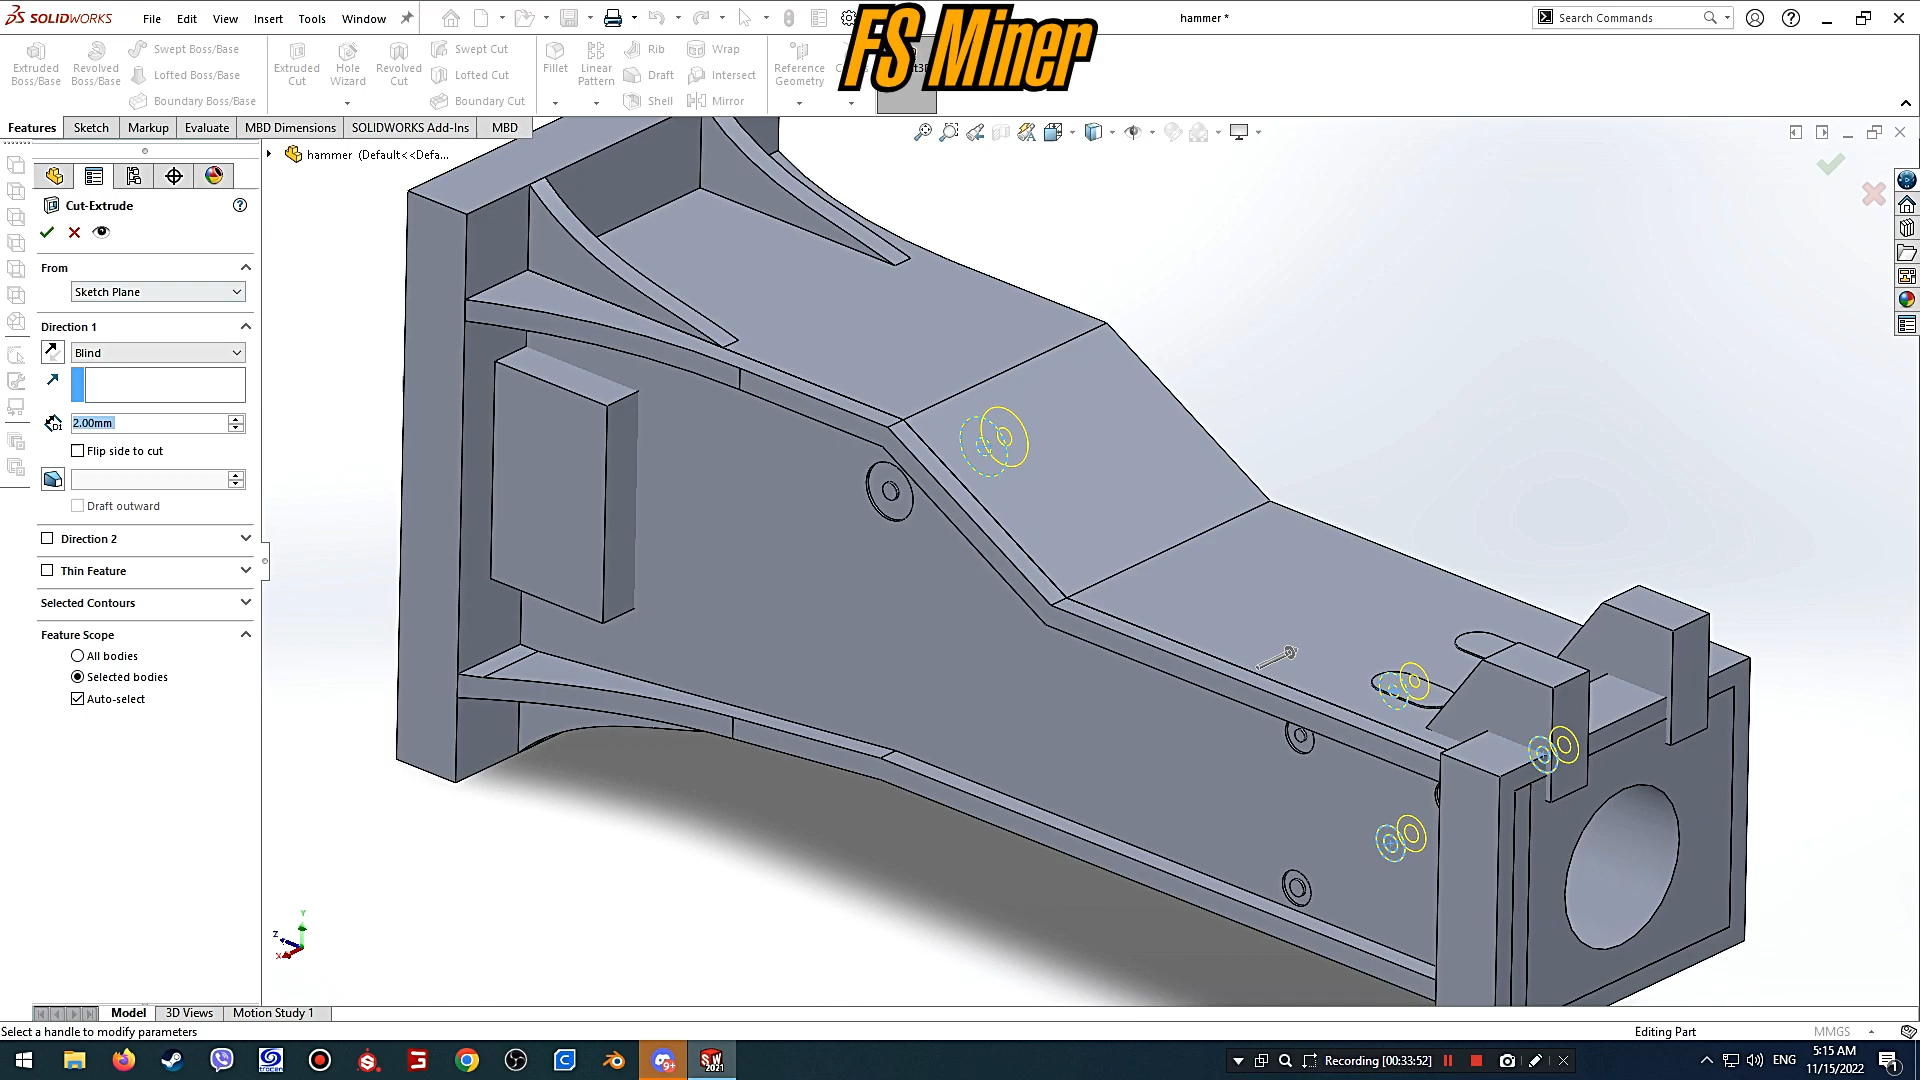 SOLIDWORKS
File Edit View Insert Tools Window
FS Miner
hammer *
Search Commands
Extruded Boss/Base
Revolved Boss/Base
Swept Boss/Base
Lofted Boss/Base
Boundary Boss/Base
Extruded Cut
Hole Wizard
Revolved Cut
Swept Cut
Lofted Cut
Boundary Cut
Fillet
Linear Pattern
Rib
Draft
Shell
Wrap
Intersect
Mirror
Reference Geometry
Features Sketch Markup Evaluate MBD Dimensions SOLIDWORKS Add-Ins MBD
hammer (Default<<Defa...
Cut-Extrude
From
Sketch Plane
Direction 1
Blind
D1
2.00mm
Flip side to cut
Draft outward
Direction 2
Thin Feature
Selected Contours
Feature Scope
All bodies
Selected bodies
Auto-select
Y
Z
X
Model 3D Views Motion Study 1
Select a handle to modify parameters
Editing Part
MMGS
9+
SW
2021
Recording [00:33:52]
ENG
5:15 AM
11/15/2022
1